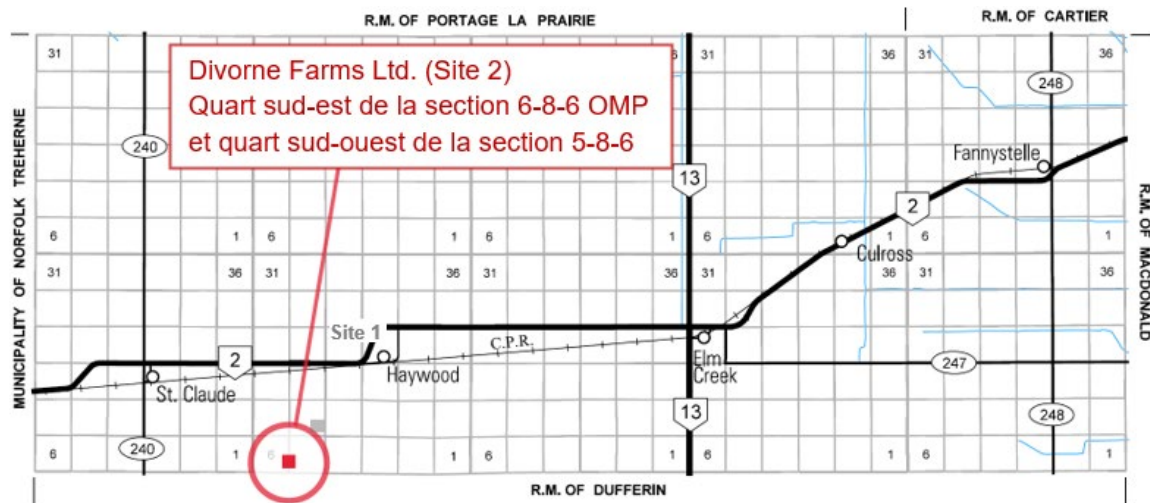 R.M. OF PORTAGE LA PRAIRIE
R.M. OF CARTIER
31
6
36
31
36
Divorne Farms Ltd. (Site 2)
Quart sud-est de la section 6-8-6 OMP
et quart sud-ouest de la section 5-8-6
248
240
Fannystelle
13
2
MUNICIPALITY OF NORFOLK TREHERNE
R.M. OF MACDONALD
6
1
6
1
6
1
6
1
6
1
Culross
31
36
31
36
31
36
31
36
31
36
Site 1
C.P.R.
2
Haywood
Elm
Creek
247
St. Claude
13
248
240
6
1
6
1
6
1
6
1
6
1
R.M. OF DUFFERIN